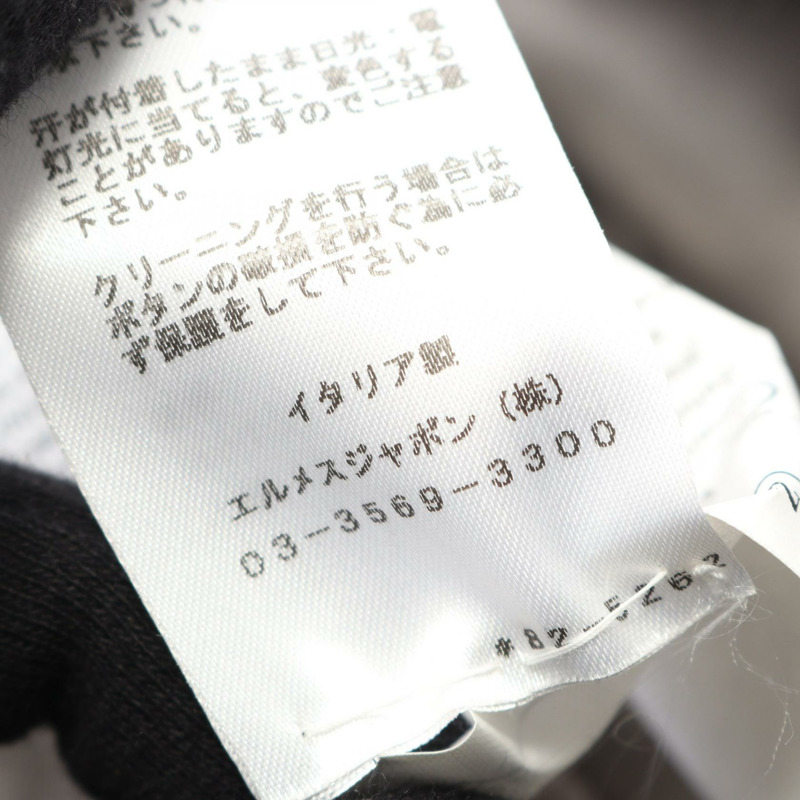 下さい。
汗が付着したまま日光・電
灯光に当てると、変色する
ことがありますのでご注意
下さい。
クリーニングを行う場合は
ボタンの破損を防ぐ為に必
ず保護をして下さい。
イタリア製
エルメスジャポン(株)
03-3569-3300